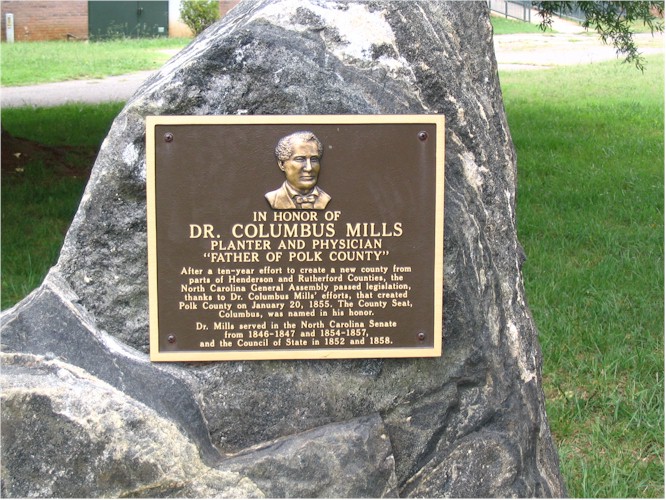 IN HONOR OF
DR. COLUMBUS MILLS
PLANTER AND PHYSICIAN
"FATHER OF POLK COUNTY"
After a ten-year effort to create a new county from
parts of Henderson and Rutherford Counties, the
North Carolina General Assembly passed legislation,
thanks to Dr. Columbus Mills' efforts, that created
Polk County on January 20, 1855. The County Seat,
Columbus, was named in his honor.
Dr. Mills served in the North Carolina Senate
from 1846-1847 and 1854-1857,
and the Council of State in 1852 and 1858.